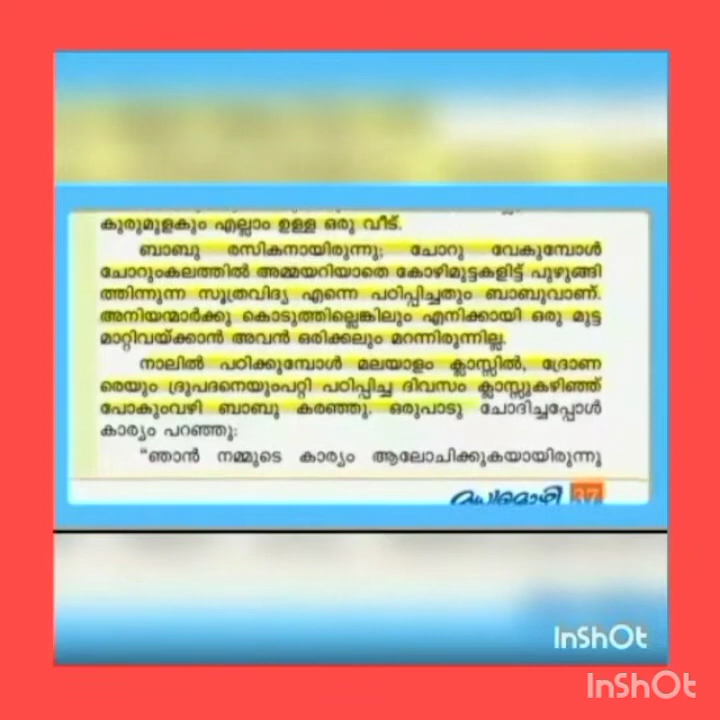 കുരുമുളകും എല്ലാം ഉള്ള ഒരു വീട്.
ബാബു രസികനായിരുന്നു; ചോറു വേകുമ്പോൾ
ചോറുംകലത്തിൽ അമ്മയറിയാതെ കോഴിമുട്ടകളിട്ട് പുഴുങ്ങി
ത്തിന്നുന്ന സൂത്രവിദ്യ എന്നെ പഠിപ്പിച്ചതും ബാബുവാണ്.
അനിയന്മാർക്കു കൊടുത്തില്ലെങ്കിലും എനിക്കായി ഒരു മുട്ട
മാറ്റിവയ്ക്കാൻ അവൻ ഒരിക്കലും മറന്നിരുന്നില്ല.
നാലിൽ പഠിക്കുമ്പോൾ മലയാളം ക്ലാസ്സിൽ, ദ്രോണ
രെയും ദ്രുപദനെയുംപറ്റി പഠിപ്പിച്ച ദിവസം ക്ലാസ്സുകഴിഞ്ഞ്
പോകുംവഴി ബാബു കരഞ്ഞു. ഒരുപാടു ചോദിച്ചപ്പോൾ
കാര്യം പറഞ്ഞു:
“ഞാൻ നമ്മുടെ കാര്യം ആലോചിക്കുകയായിരുന്നു
37
InShOt
InShOt